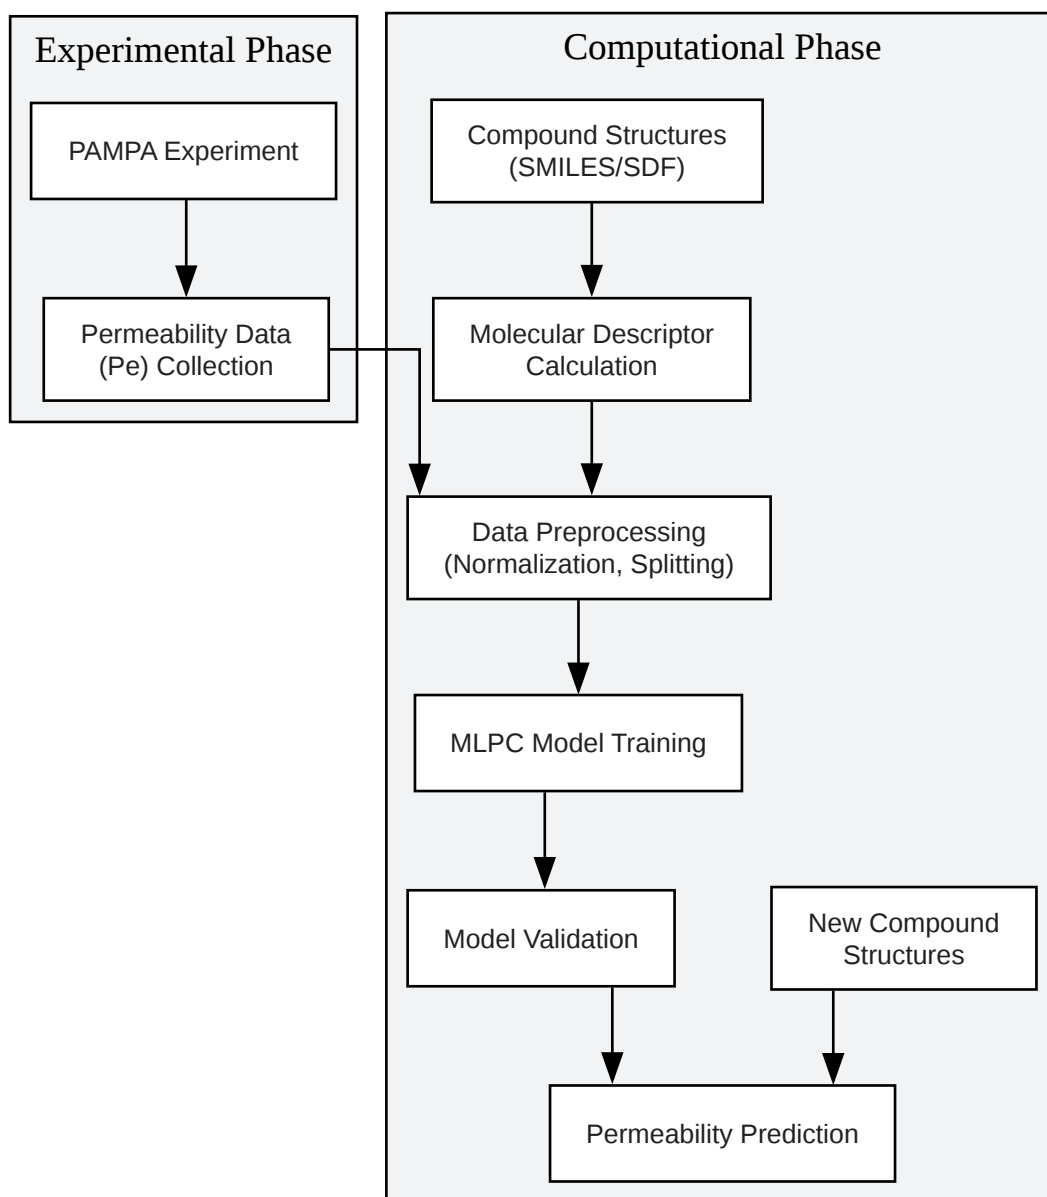 Experimental Phase
PAMPA Experiment
Permeability Data
(Pe) Collection
Computational Phase
Compound Structures
(SMILES/SDF)
Molecular Descriptor
Calculation
Data Preprocessing
(Normalization, Splitting)
MLPC Model Training
Model Validation
New Compound
Structures
Permeability Prediction